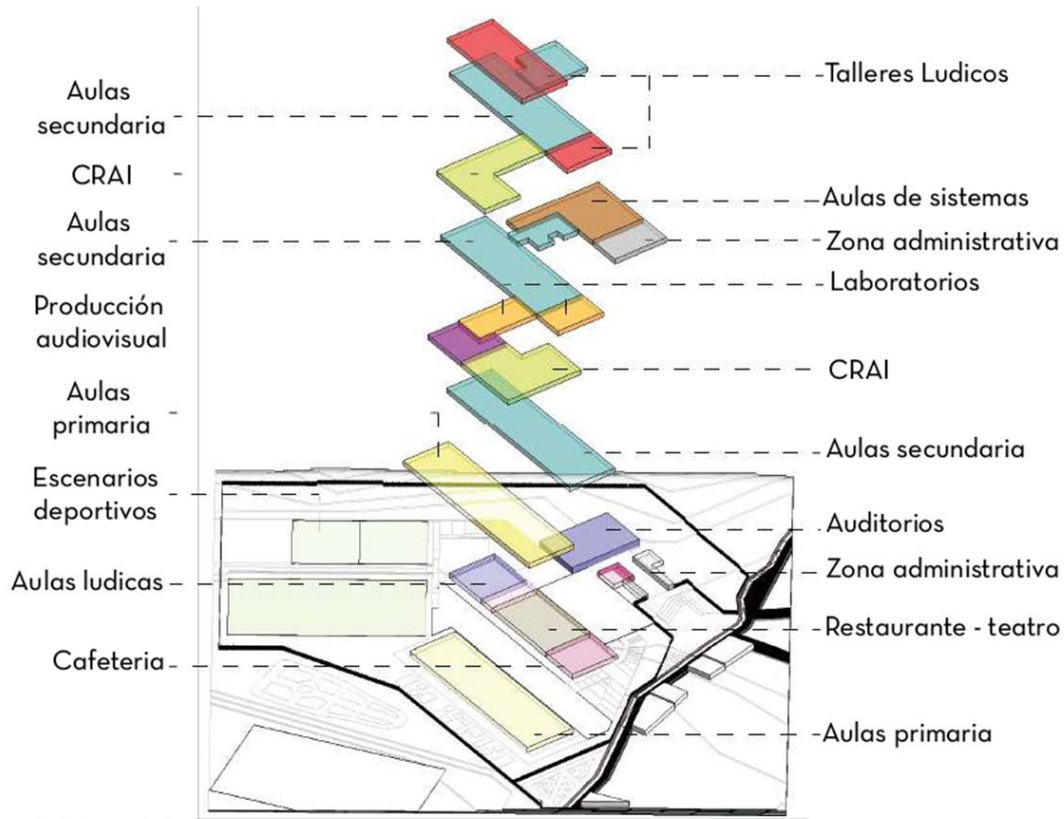 Aulas
secundaria
CRAI
Aulas
secundaria
Producción
audiovisual
Aulas
primaria
Escenarios
deportivos
Aulas ludicas
Cafeteria
Talleres Ludicos
Aulas de sistemas
Zona administrativa
Laboratorios
CRAI
Aulas secundaria
Auditorios
Zona administrativa
Restaurante - teatro
Aulas primaria